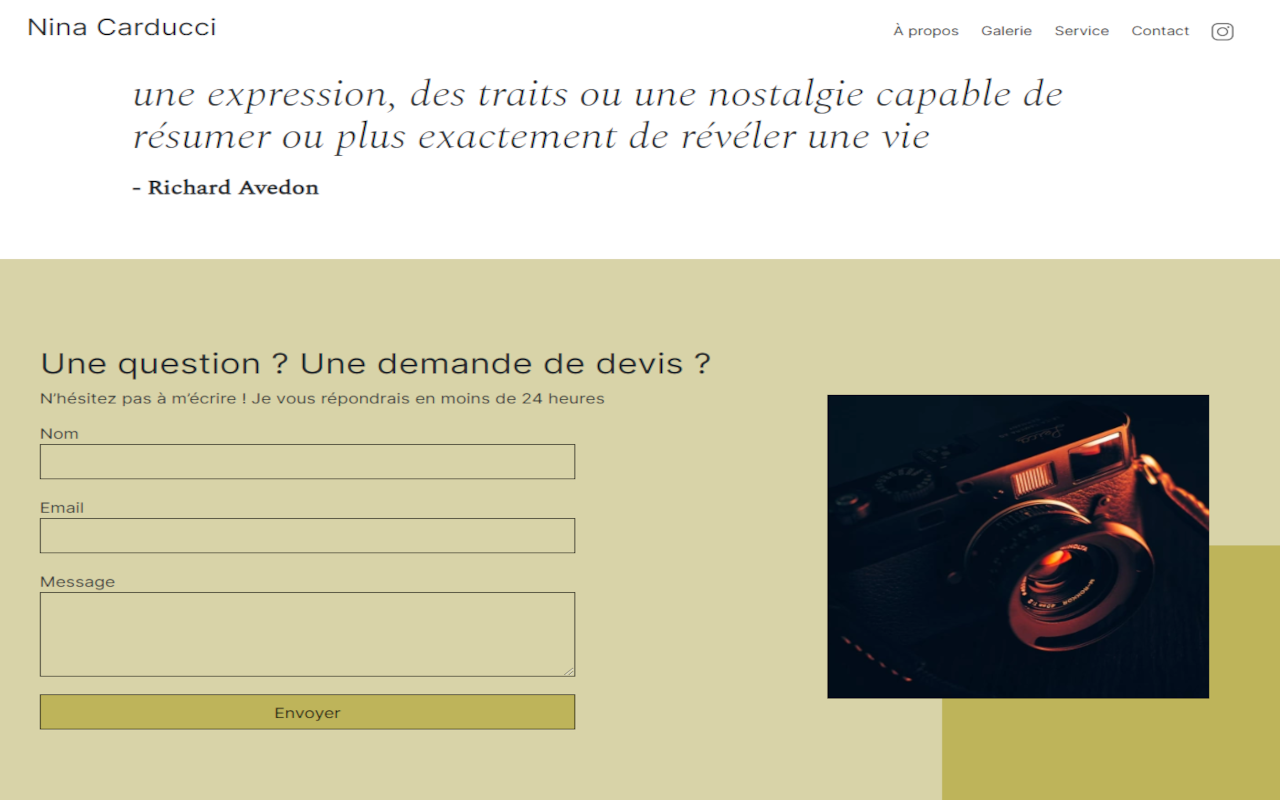 Nina Carducci
À propos Galerie Service Contact
une expression, des traits ou une nostalgie capable de
résumer ou plus exactement de révéler une vie
- Richard Avedon
Une question ? Une demande de devis ?
N'hésitez pas à m'écrire ! Je vous répondrais en moins de 24 heures
Nom
Email
Message
Envoyer
Leica